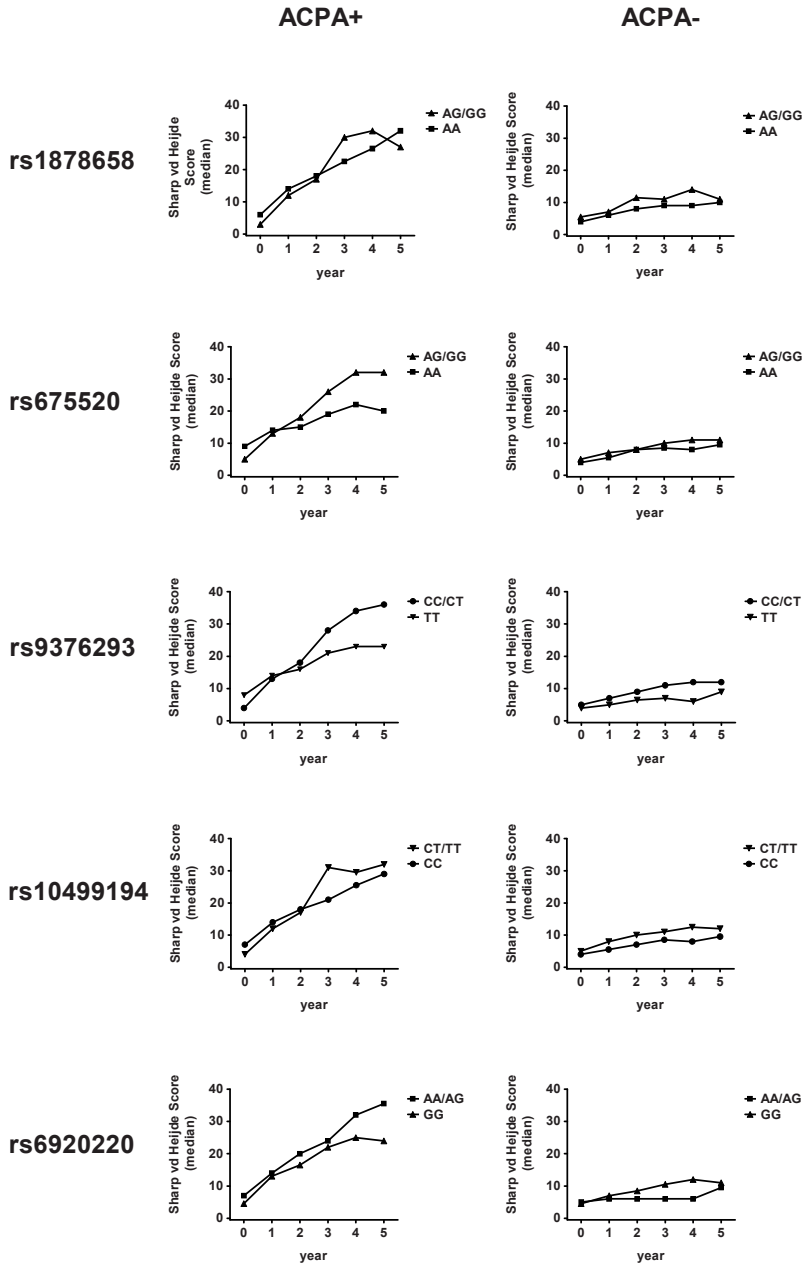 ACPA+ ACPA-
rs1878658
Sharp vd Heijde
Score
(median)
40
30
20
10
0
0 1 2 3 4 5
year
AG/GG
AA
Sharp vd Heijde Score
(median)
40
30
20
10
0
0 1 2 3 4 5
year
AG/GG
AA
rs675520
Sharp vd Heijde Score
(median)
40
30
20
10
0
0 1 2 3 4 5
year
AG/GG
AA
Sharp vd Heijde Score
(median)
40
30
20
10
0
0 1 2 3 4 5
year
AG/GG
AA
rs9376293
Sharp vd Heijde Score
(median)
40
30
20
10
0
0 1 2 3 4 5
year
CC/CT
TT
Sharp vd Heijde Score
(median)
40
30
20
10
0
0 1 2 3 4 5
year
CC/CT
TT
rs10499194
Sharp vd Heijde Score
(median)
40
30
20
10
0
0 1 2 3 4 5
year
CT/TT
CC
Sharp vd Heijde Score
(median)
40
30
20
10
0
0 1 2 3 4 5
year
CT/TT
CC
rs6920220
Sharp vd Heijde Score
(median)
40
30
20
10
0
0 1 2 3 4 5
year
AA/AG
GG
Sharp vd Heijde Score
(median)
40
30
20
10
0
0 1 2 3 4 5
year
AA/AG
GG